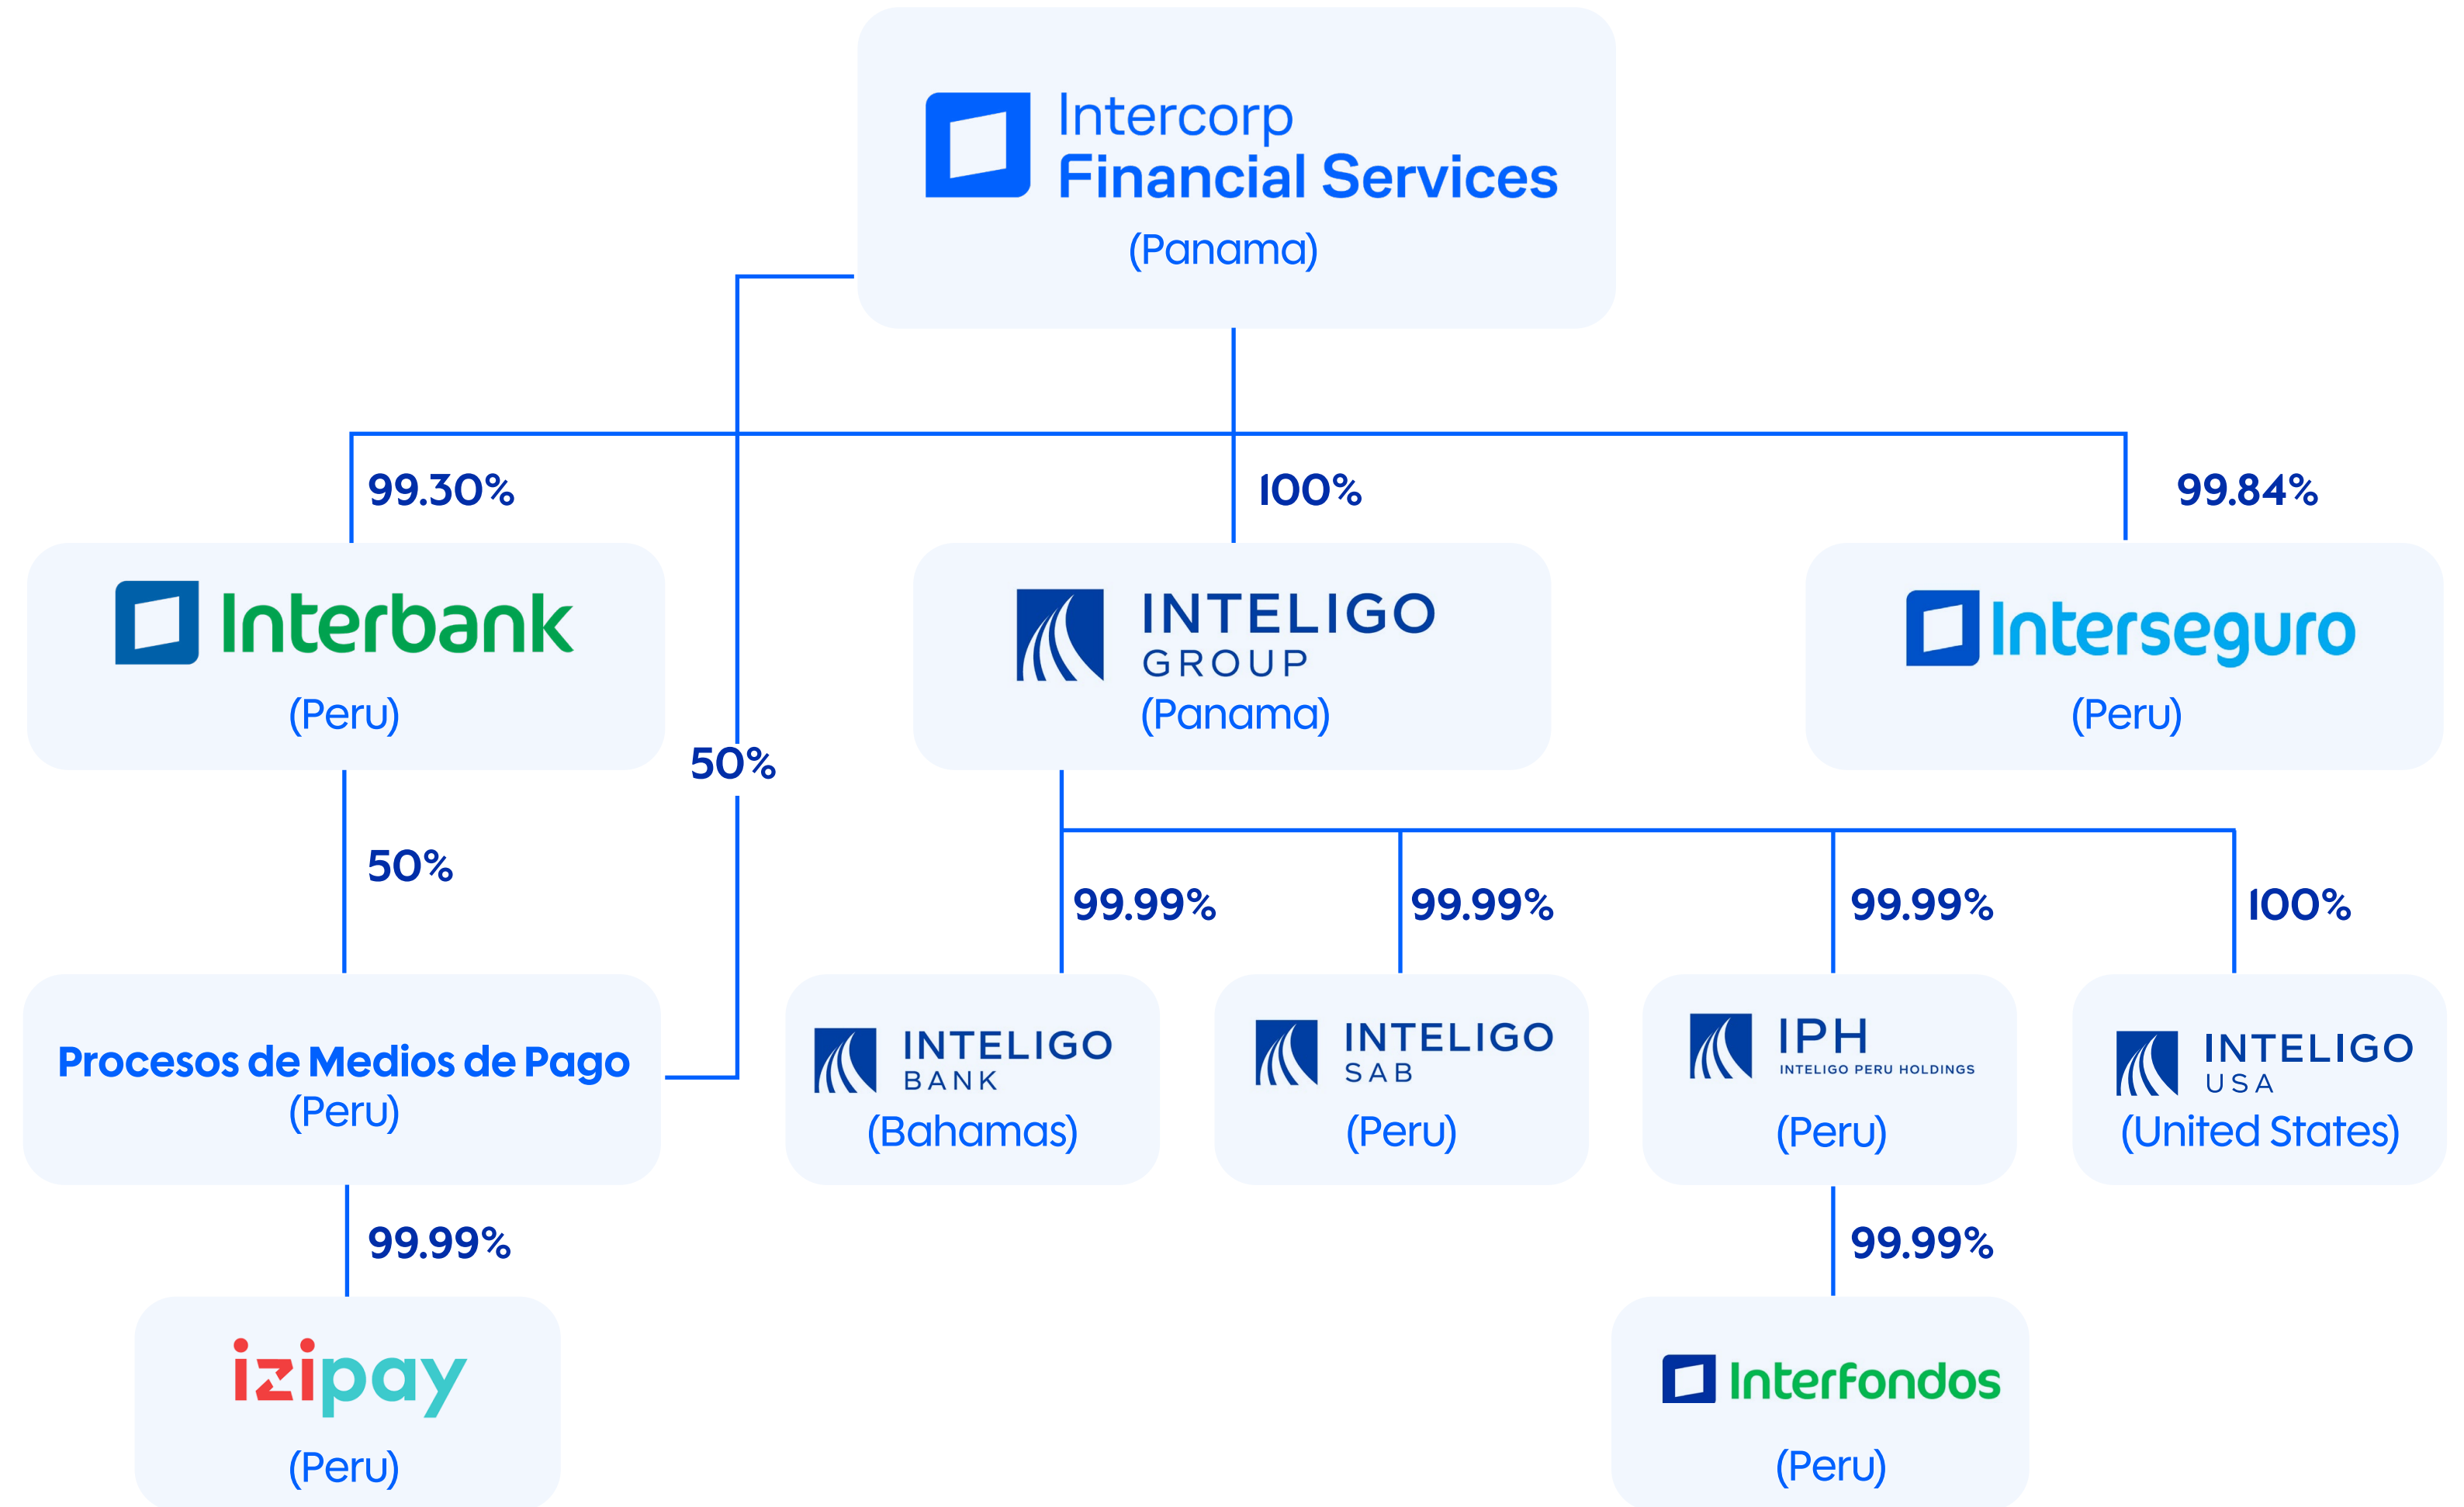 Intercorp
Financial Services
(Panama)
99.30%
100%
99.84%
Interbank
(Peru)
INTELIGO
GROUP
(Panama)
Interseguro
(Peru)
50%
50%
99.99%
99.99%
99.99%
100%
Procesos de Medios de Pago
(Peru)
INTELIGO
BANK
(Bahamas)
INTELIGO
SAB
(Peru)
IPH
INTELIGO PERU HOLDINGS
(Peru)
INTELIGO
USA
(United States)
99.99%
99.99%
izipay
(Peru)
Interfondos
(Peru)